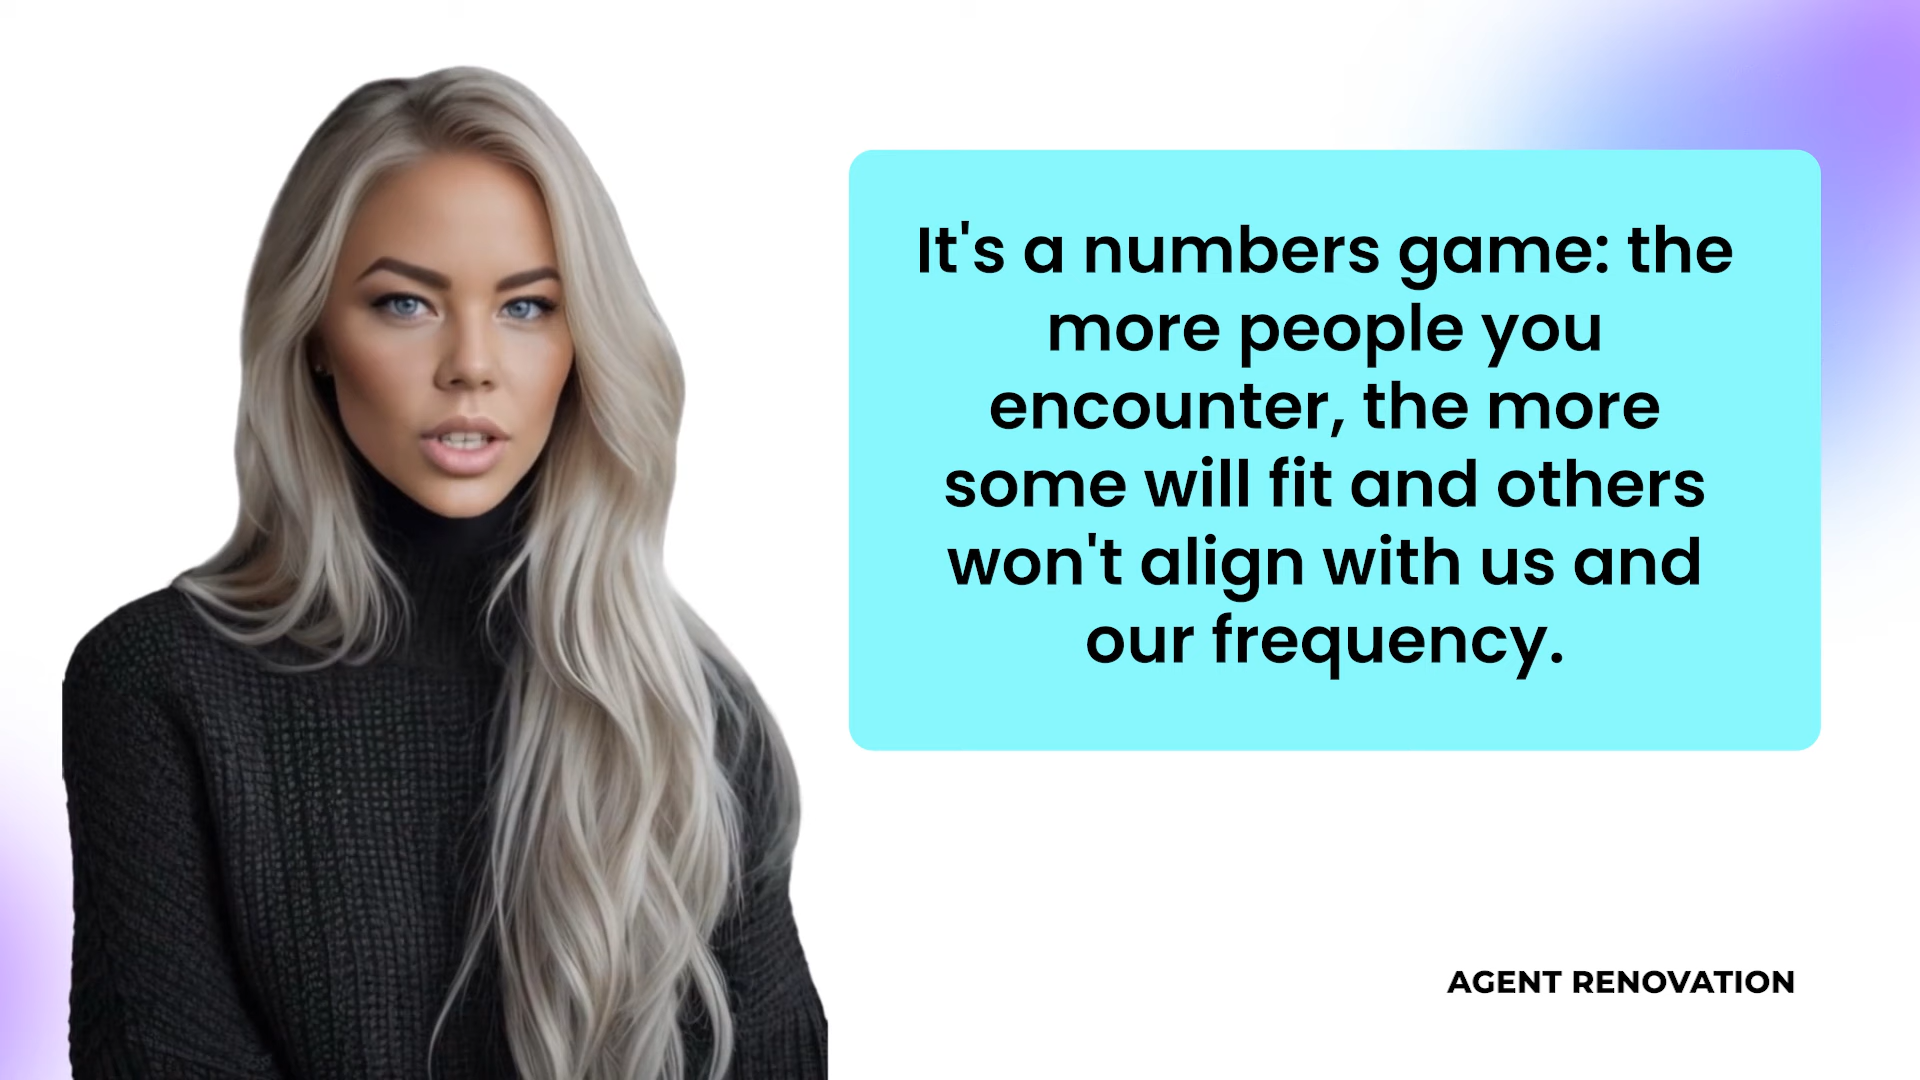 It's a numbers game: the
more people you
encounter, the more
some will fit and others
won't align with us and
our frequency.
AGENT RENOVATION